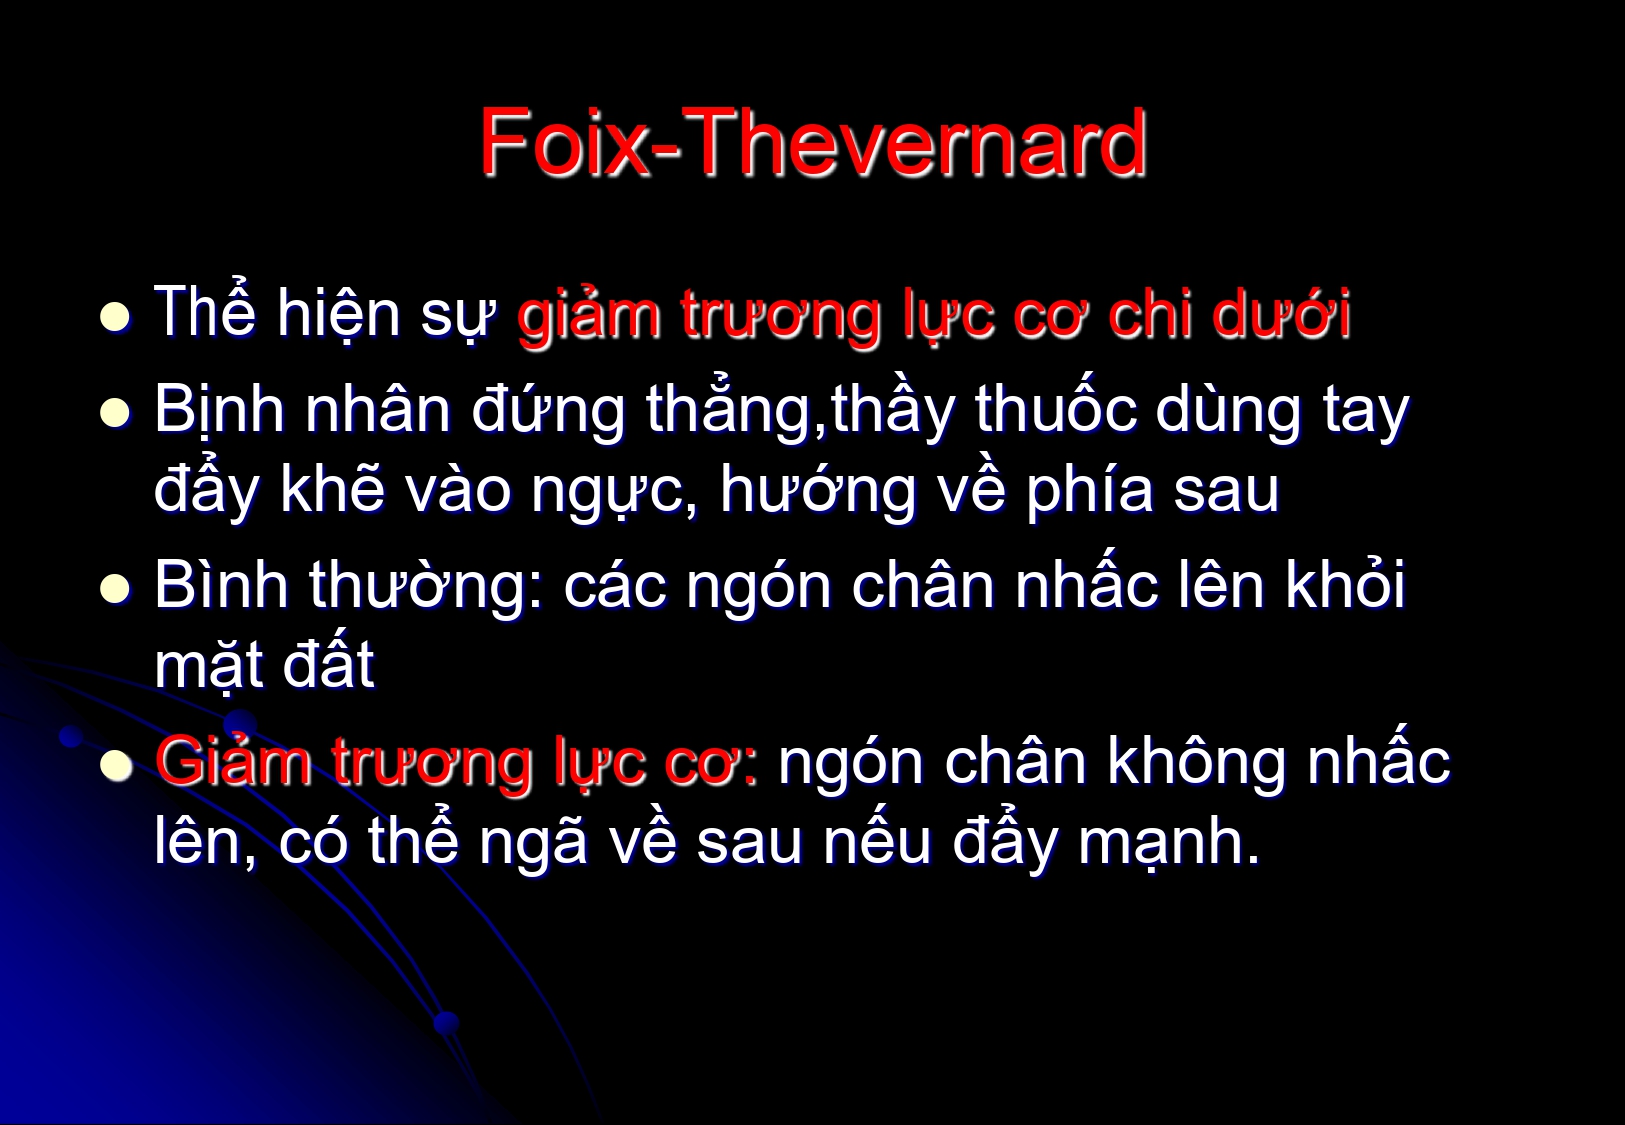 Foix-Thevernard
Thể hiện sự giảm trương lực cơ chi dưới
Bịnh nhân đứng thẳng,thầy thuốc dùng tay
đẩy khẽ vào ngực, hướng về phía sau
Bình thường: các ngón chân nhấc lên khỏi
mặt đất
Giảm trương lực cơ: ngón chân không nhấc
lên, có thể ngã về sau nếu đẩy mạnh.